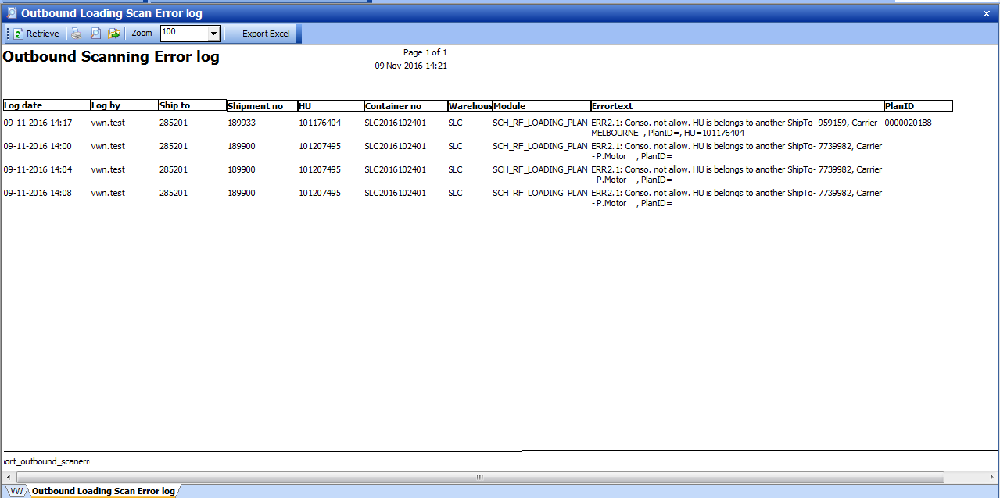 Outbound Loading Scan Error log
Retrieve Zoom 100 Export Excel
Outbound Scanning Error log
Page 1 of 1
09 Nov 2016 14:21
Log date Log by Ship to Shipment no HU Container no Warehous Module Errortext PlanID
09-11-2016 14:17 vwn.test 285201 189933 101176404 SLC2016102401 SLC SCH_RF_LOADING_PLAN ERR2.1: Conso. not allow. HU is belongs to another ShipTo- 959159, Carrier - 0000020188
MELBOURNE , PlanID=, HU=101176404
09-11-2016 14:00 vwn.test 285201 189900 101207495 SLC2016102401 SLC SCH_RF_LOADING_PLAN ERR2.1: Conso. not allow. HU is belongs to another ShipTo- 7739982, Carrier
- P.Motor , PlanID=
09-11-2016 14:04 vwn.test 285201 189900 101207495 SLC2016102401 SLC SCH_RF_LOADING_PLAN ERR2.1: Conso. not allow. HU is belongs to another ShipTo- 7739982, Carrier
- P.Motor , PlanID=
09-11-2016 14:08 vwn.test 285201 189900 101207495 SLC2016102401 SLC SCH_RF_LOADING_PLAN ERR2.1: Conso. not allow. HU is belongs to another ShipTo- 7739982, Carrier
- P.Motor , PlanID=
ort_outbound_scanerr
VW Outbound Loading Scan Error log